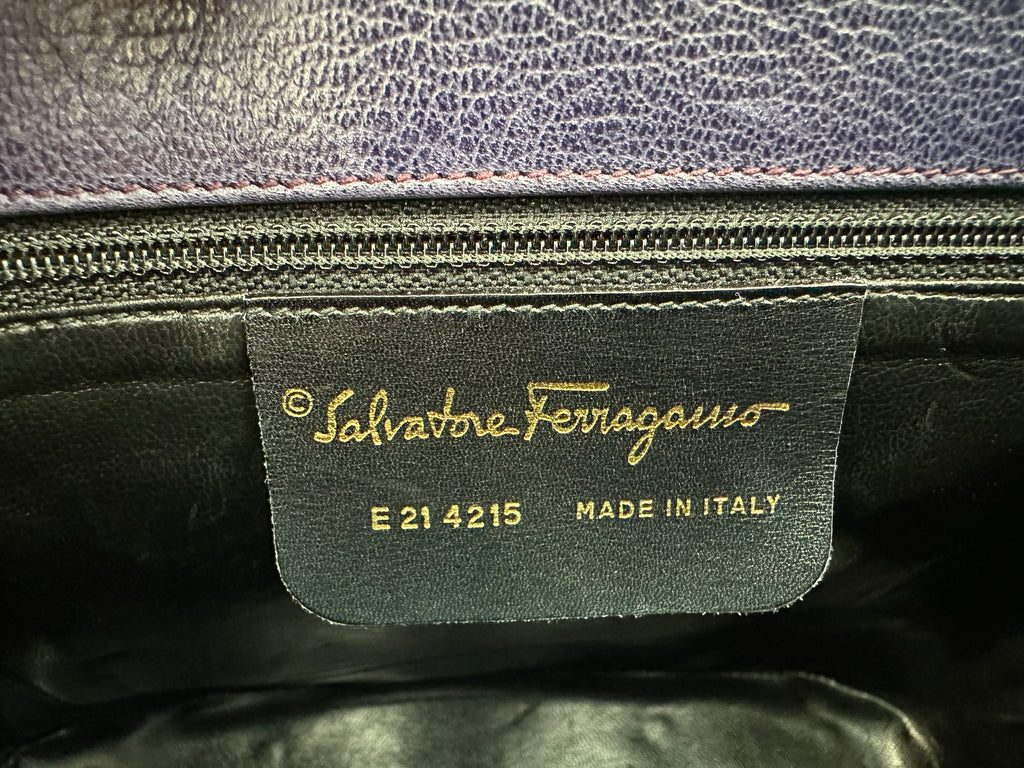 © Salvatore Ferragamo
E 21 4215 MADE IN ITALY